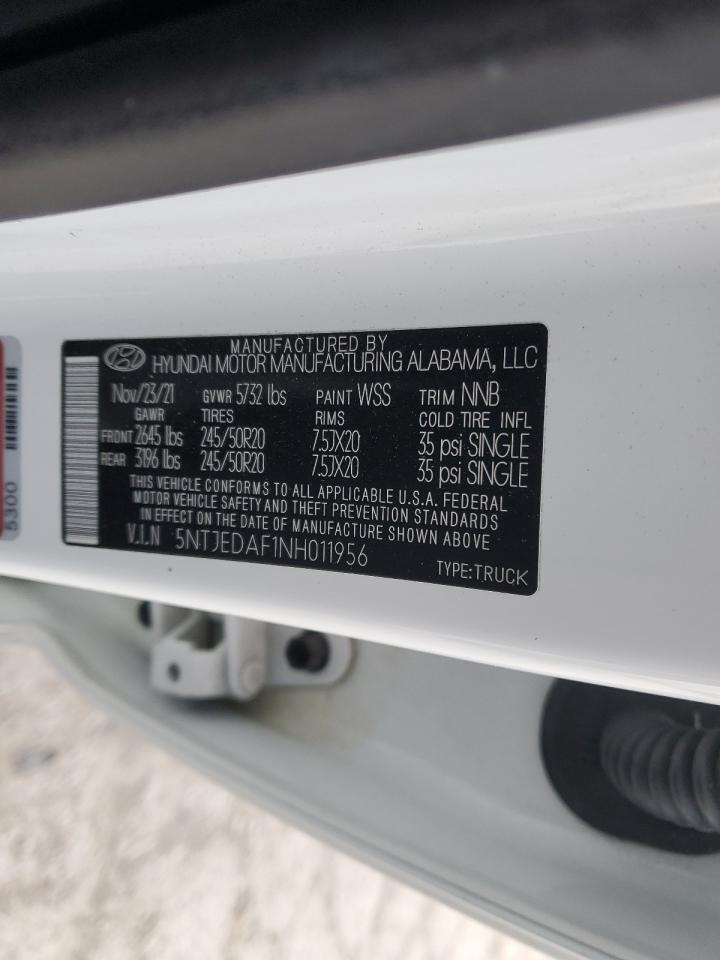 MANUFACTURED BY
HYUNDAI MOTOR MANUFACTURING ALABAMA, LLC
Nov/23/21 GVWR 5732 lbs PAINT WSS TRIM NNB
GAWR TIRES RIMS COLD TIRE INFL
FRONT 2645 lbs 245/50R20 7.5JX20 35 psi SINGLE
REAR 3196 lbs 245/50R20 7.5JX20 35 psi SINGLE
THIS VEHICLE CONFORMS TO ALL APPLICABLE U.S.A. FEDERAL
MOTOR VEHICLE SAFETY AND THEFT PREVENTION STANDARDS
IN EFFECT ON THE DATE OF MANUFACTURE SHOWN ABOVE
V.I.N 5NTJEDAF1NH011956
TYPE:TRUCK
5300